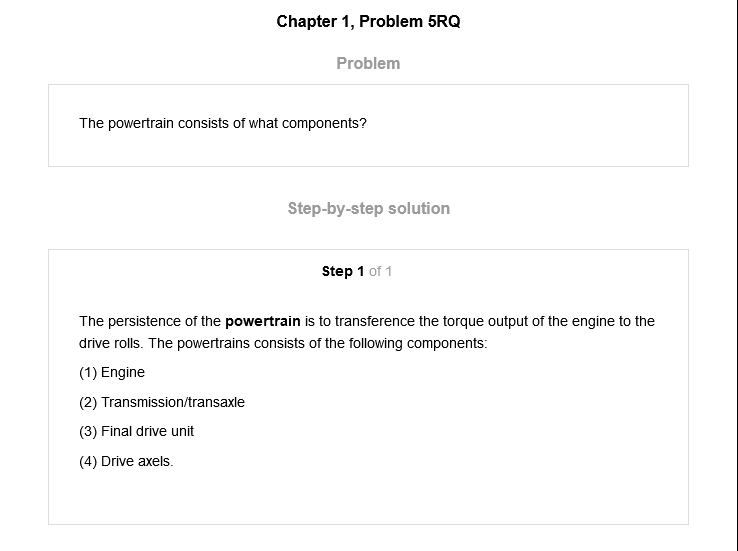 Chapter 1, Problem 5RQ
Problem
The powertrain consists of what components?
Step-by-step solution
Step 1 of 1
The persistence of the powertrain is to transference the torque output of the engine to the
drive rolls. The powertrains consists of the following components:
(1) Engine
(2) Transmission/transaxle
(3) Final drive unit
(4) Drive axels.